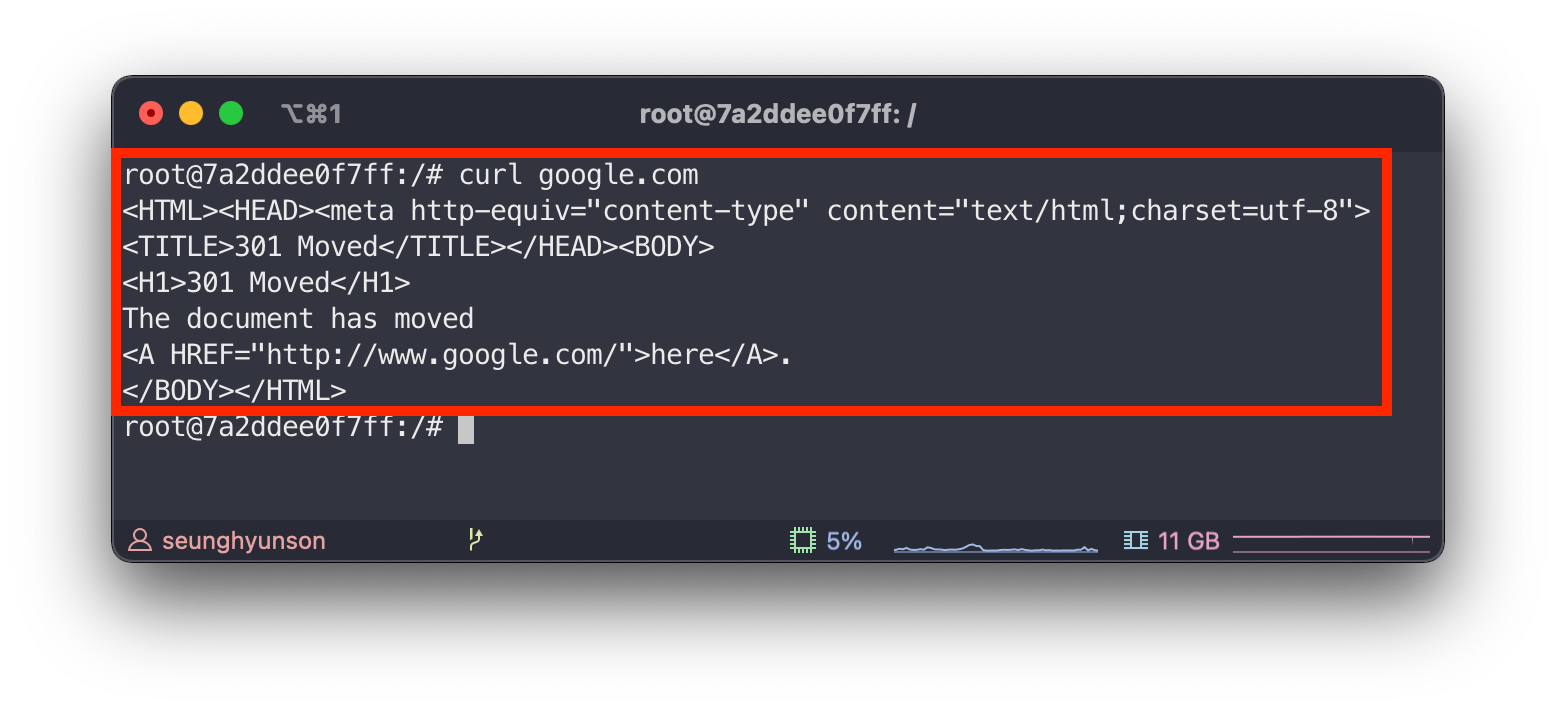 ⌥⌘1
root@7a2ddee0f7ff: /
root@7a2ddee0f7ff:/# curl google.com
<HTML><HEAD><meta http-equiv="content-type" content="text/html;charset=utf-8">
<TITLE>301 Moved</TITLE></HEAD><BODY>
<H1>301 Moved</H1>
The document has moved
<A HREF="http://www.google.com/">here</A>.
</BODY></HTML>
root@7a2ddee0f7ff:/#
seunghyunson
5%
11 GB